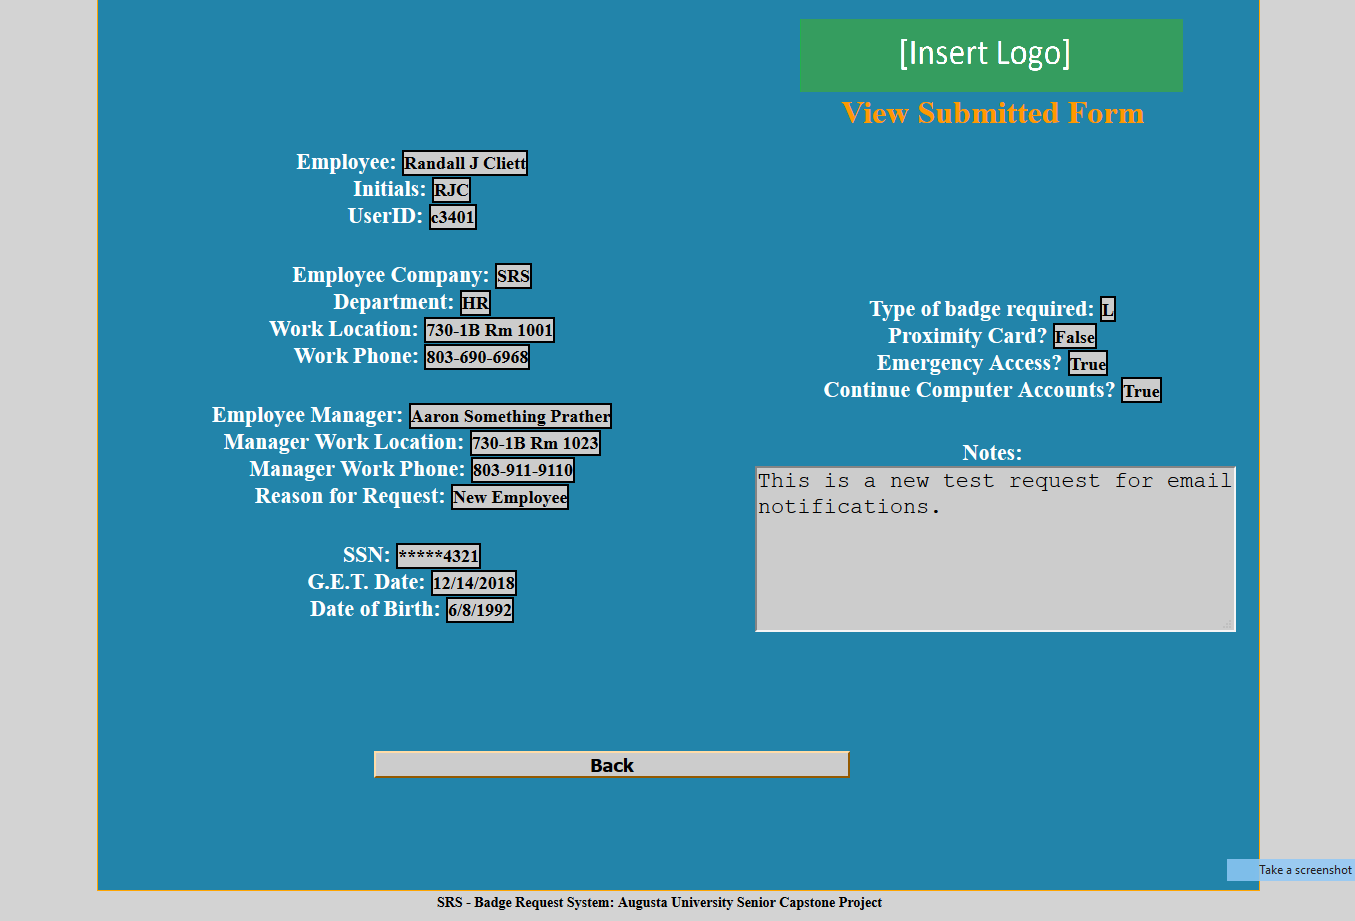 [Insert Logo]
View Submitted Form
Employee: Randall J Cliett
Initials: RJC
UserID: c3401
Employee Company: SRS
Department: HR
Work Location: 730-1B Rm 1001
Work Phone: 803-690-6968
Employee Manager: Aaron Something Prather
Manager Work Location: 730-1B Rm 1023
Manager Work Phone: 803-911-9110
Reason for Request: New Employee
SSN: *****4321
G.E.T. Date: 12/14/2018
Date of Birth: 6/8/1992
Type of badge required: L
Proximity Card? False
Emergency Access? True
Continue Computer Accounts? True
Notes:
This is a new test request for email
notifications.
Back
Take a screenshot
SRS - Badge Request System: Augusta University Senior Capstone Project